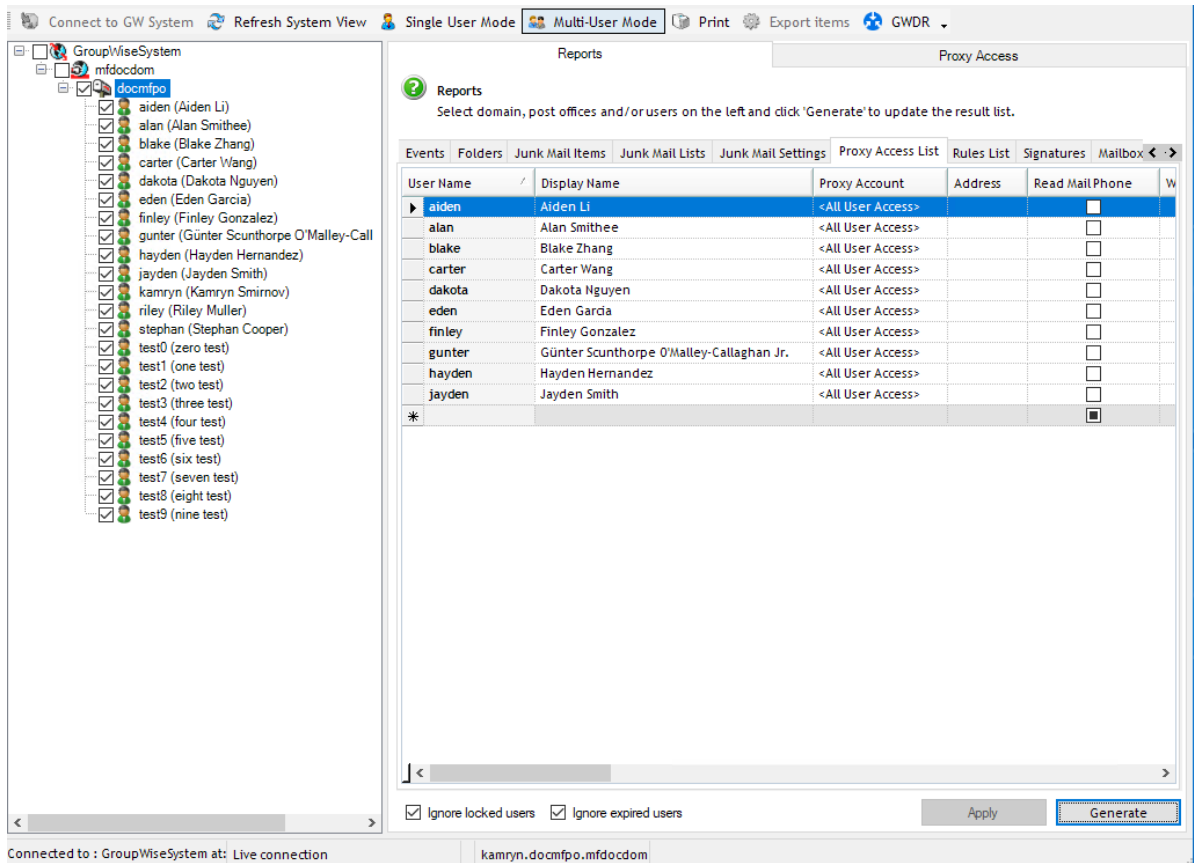 Connect to GW System Refresh System View Single User Mode Multi-User Mode Print Export items GWDR
GroupWiseSystem
mfdocdom
docmfpo
aiden (Aiden Li)
alan (Alan Smithee)
blake (Blake Zhang)
carter (Carter Wang)
dakota (Dakota Nguyen)
eden (Eden Garcia)
finley (Finley Gonzalez)
gunter (Günter Scunthorpe O'Malley-Call
hayden (Hayden Hernandez)
jayden (Jayden Smith)
kamryn (Kamryn Smirnov)
riley (Riley Muller)
stephan (Stephan Cooper)
test0 (zero test)
test1 (one test)
test2 (two test)
test3 (three test)
test4 (four test)
test5 (five test)
test6 (six test)
test7 (seven test)
test8 (eight test)
test9 (nine test)
Reports Proxy Access
Reports
Select domain, post offices and/or users on the left and click 'Generate' to update the result list.
Events Folders Junk Mail Items Junk Mail Lists Junk Mail Settings Proxy Access List Rules List Signatures Mailbox
User Name Display Name Proxy Account Address Read MailPhone W
aiden Aiden Li <All User Access>
alan Alan Smithee <All User Access>
blake Blake Zhang <All User Access>
carter Carter Wang <All User Access>
dakota Dakota Nguyen <All User Access>
eden Eden Garcia <All User Access>
finley Finley Gonzalez <All User Access>
gunter Günter Scunthorpe O'Malley-Callaghan Jr. <All User Access>
hayden Hayden Hernandez <All User Access>
jayden Jayden Smith <All User Access>
Ignore locked users Ignore expired users Apply Generate
Connected to : GroupWiseSystem at: Live connection kamryn.docmfpo.mfdocdom